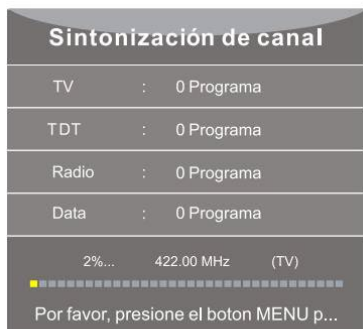 Sintonización de canal
TV : 0 Programa
TDT : 0 Programa
Radio : 0 Programa
Data : 0 Programa
2%... 422.00 MHz (TV)
Por favor, presione el boton MENU p...